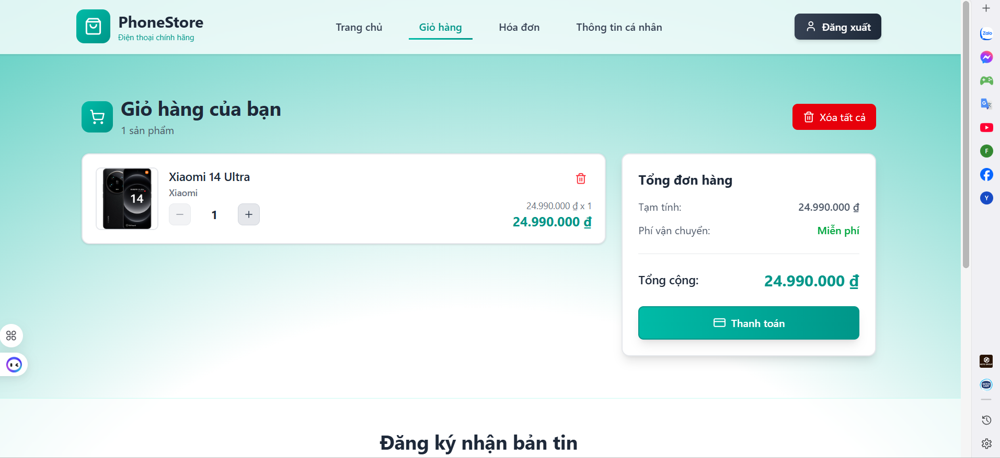 PhoneStore
Điện thoại chính hãng
Trang chủ
Giỏ hàng
Hóa đơn
Thông tin cá nhân
Đăng xuất
Giỏ hàng của bạn
1 sản phẩm
Xóa tất cả
Xiaomi 14 Ultra
Xiaomi
14
1
24.990.000 ₫ x 1
24.990.000 ₫
Tổng đơn hàng
Tạm tính: 24.990.000 ₫
Phí vận chuyển: Miễn phí
Tổng cộng: 24.990.000 ₫
Thanh toán
Đăng ký nhận bản tin
Zalo
G
F
Y